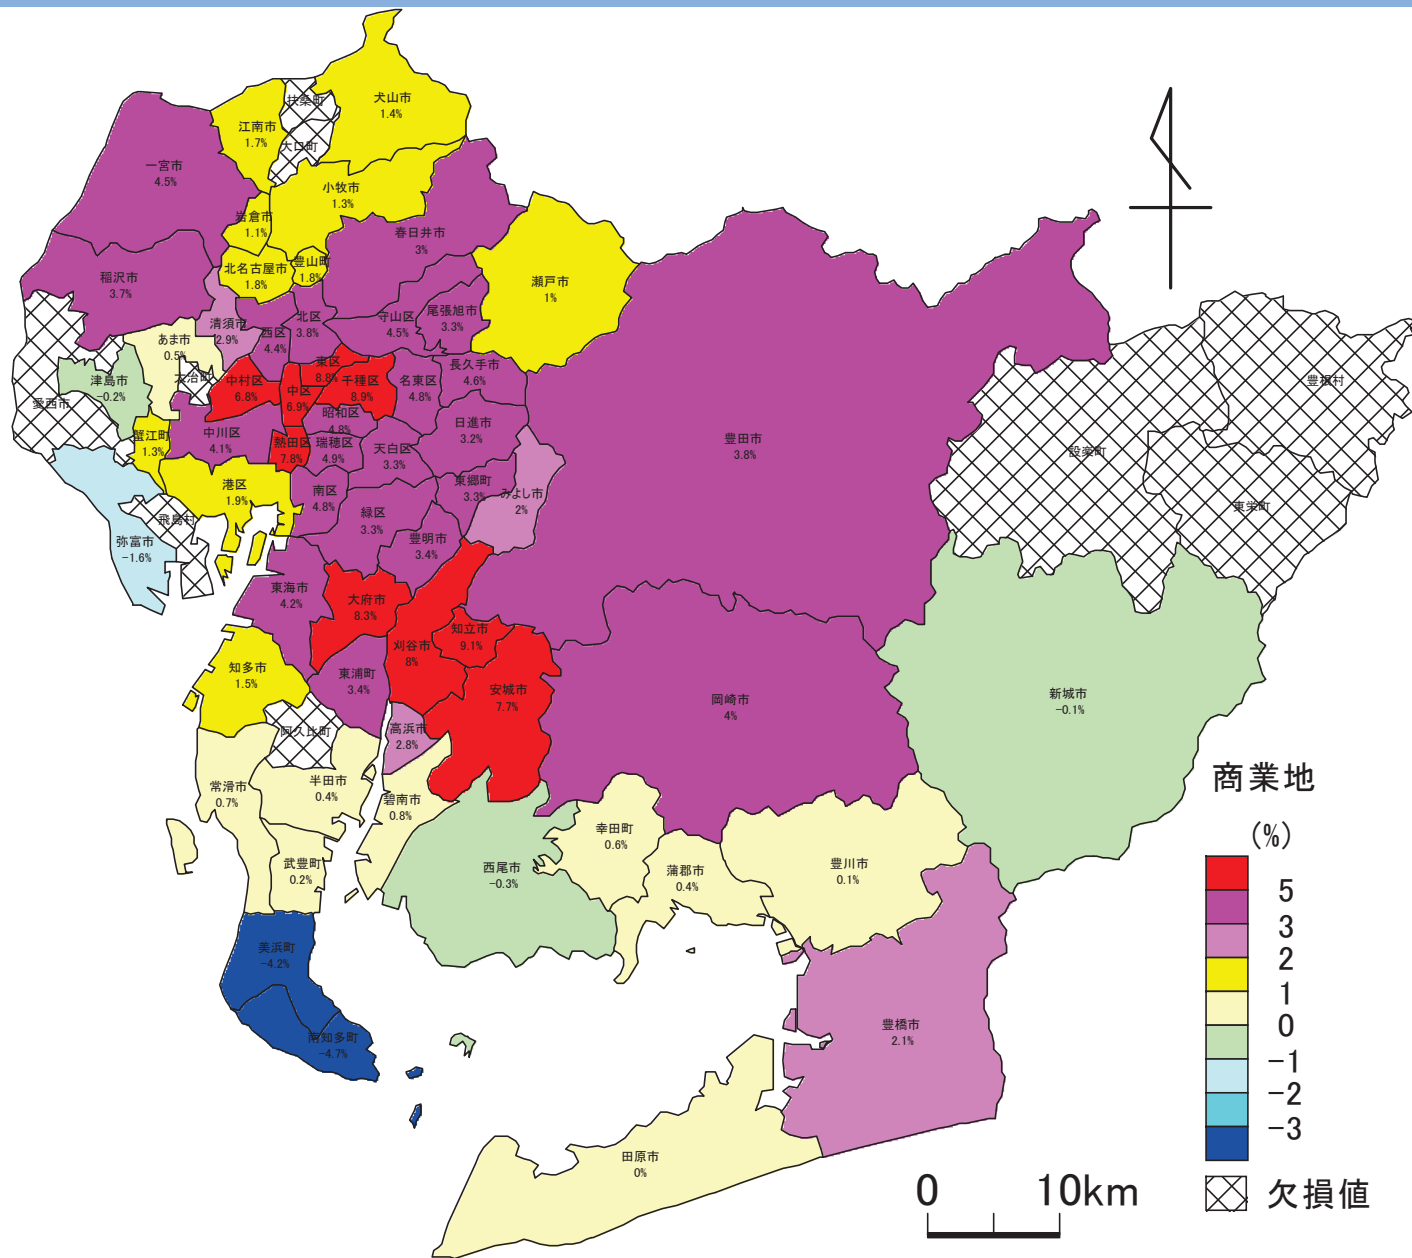 扶桑町
犬山市
1.4%
江南市
1.7%
大口町
一宮市
4.5%
小牧市
1.3%
岩倉市
1.1%
春日井市
3%
豊山町
1.8%
北名古屋市
1.8%
稲沢市
3.7%
瀬戸市
1%
清須市
2.9%
北区
3.8%
守山区
4.5%
尾張旭市
3.3%
西区
4.4%
あま市
0.5%
東区
8.8%
長久手市
4.6%
大治町
津島市
-0.2%
中村区
6.8%
中区
6.9%
千種区
8.9%
名東区
4.8%
愛西市
昭和区
4.8%
日進市
3.2%
蟹江町
1.3%
中川区
4.1%
熱田区
7.8%
瑞穂区
4.9%
天白区
3.3%
豊田市
3.8%
設楽町
豊根村
東栄町
港区
1.9%
南区
4.8%
東郷町
3.3%
みよし市
2%
飛島村
緑区
3.3%
弥富市
-1.6%
豊明市
3.4%
東海市
4.2%
大府市
8.3%
刈谷市
8%
知立市
9.1%
知多市
1.5%
東浦町
3.4%
安城市
7.7%
岡崎市
4%
新城市
-0.1%
阿久比町
高浜市
2.8%
常滑市
0.7%
半田市
0.4%
碧南市
0.8%
武豊町
0.2%
西尾市
-0.3%
幸田町
0.6%
蒲郡市
0.4%
豊川市
0.1%
美浜町
-4.2%
南知多町
-4.7%
豊橋市
2.1%
田原市
0%
商業地
(%)
5
3
2
1
0
-1
-2
-3
欠損値
0 10km